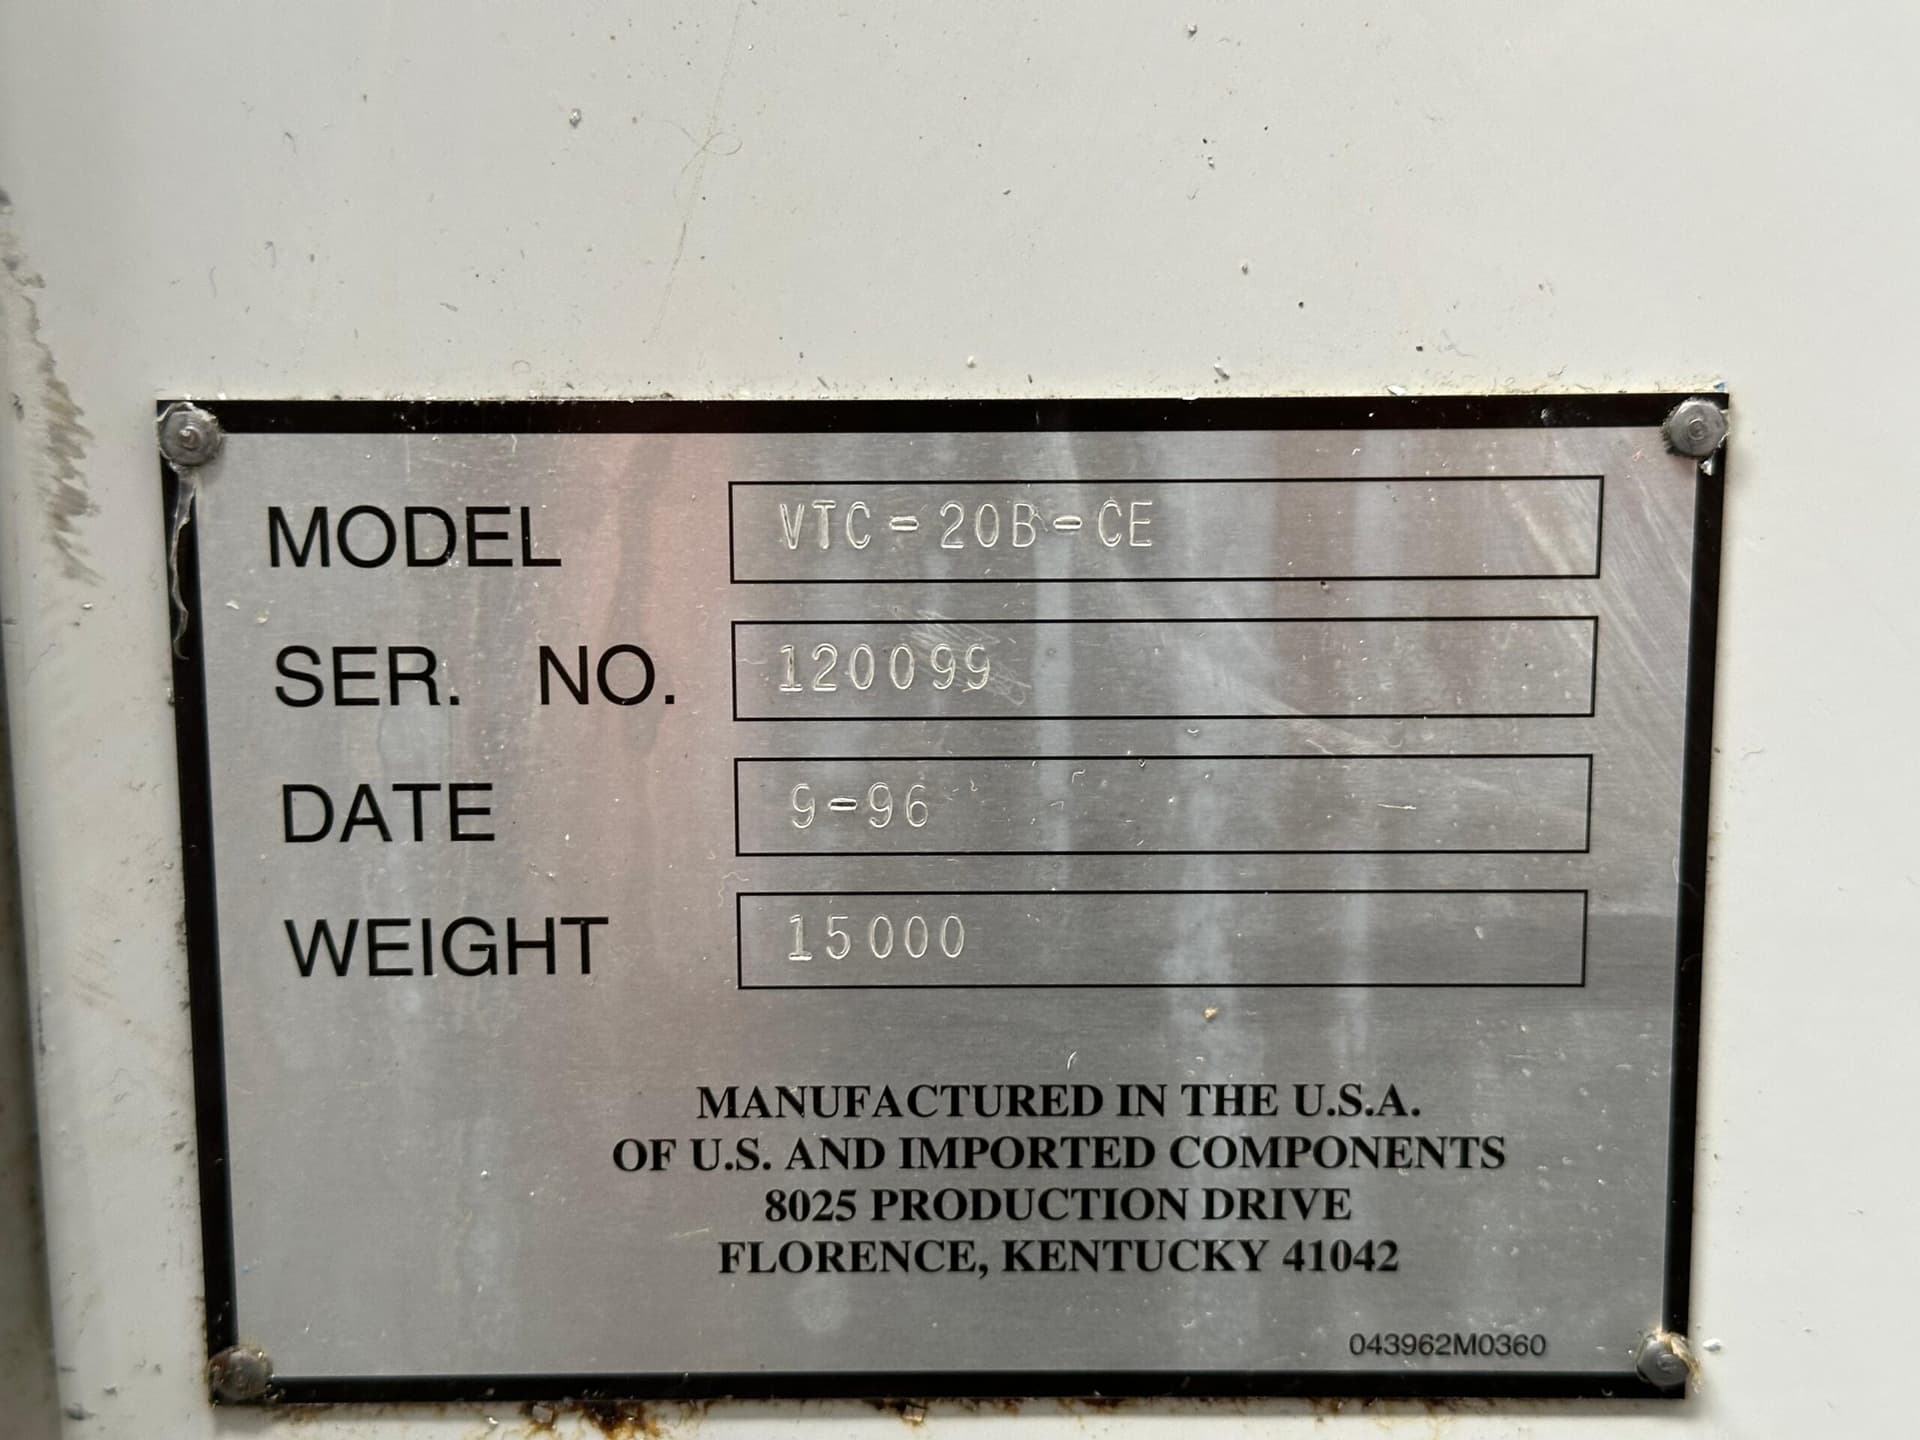 MODEL VTC-20B-CE
SER. NO. 120099
DATE 9-96
WEIGHT 15000
MANUFACTURED IN THE U.S.A.
OF U.S. AND IMPORTED COMPONENTS
8025 PRODUCTION DRIVE
FLORENCE, KENTUCKY 41042
043962M0360